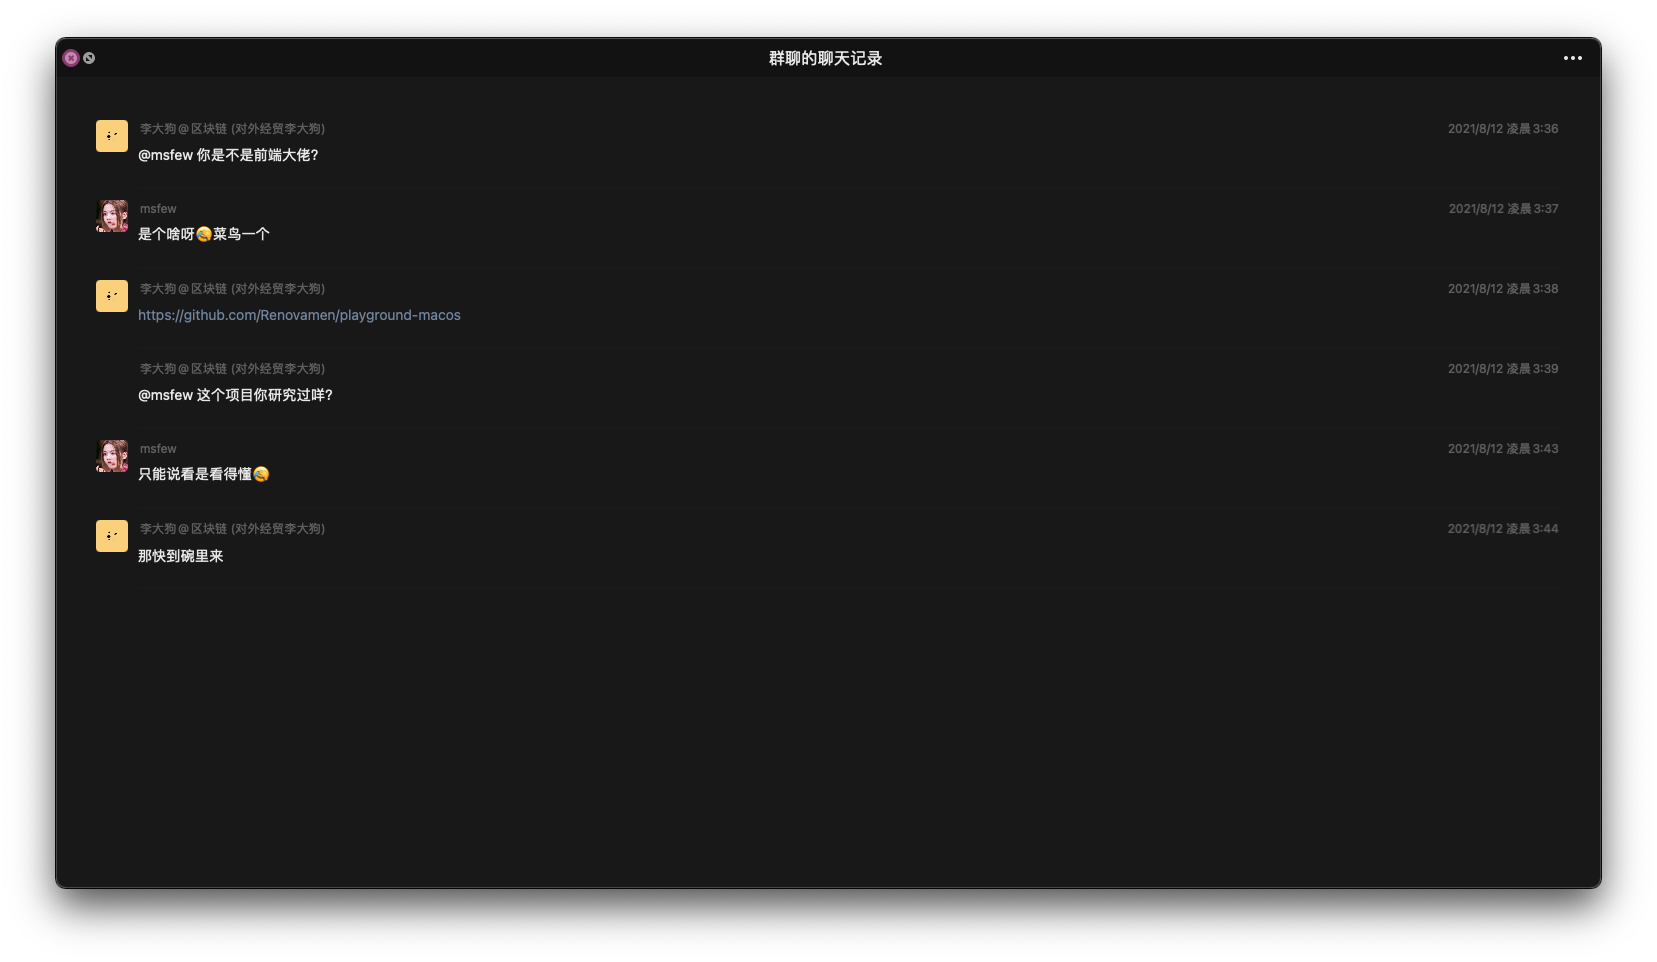 群聊的聊天记录
李大狗@区块链 (对外经贸李大狗) 2021/8/12 凌晨3:36
@msfew 你是不是前端大佬?
msfew 2021/8/12 凌晨3:37
是个啥呀🤣菜鸟一个
李大狗@区块链 (对外经贸李大狗) 2021/8/12 凌晨3:38
https://github.com/Renovamen/playground-macos
李大狗@区块链 (对外经贸李大狗) 2021/8/12 凌晨3:39
@msfew 这个项目你研究过咩?
msfew 2021/8/12 凌晨3:43
只能说看是看得懂🤣
李大狗@区块链 (对外经贸李大狗) 2021/8/12 凌晨3:44
那快到碗里来